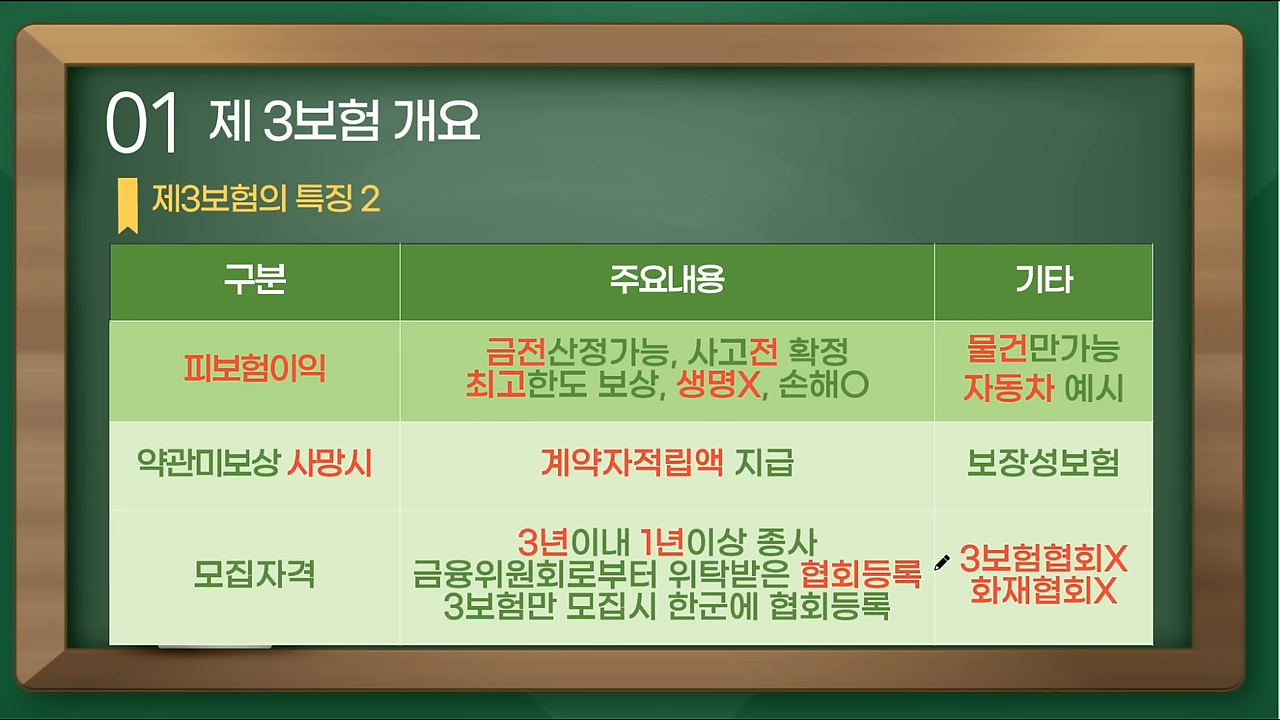 01 제 3보험 개요
제3보험의 특징 2
구분
주요내용
기타
피보험이익
금전산정가능, 사고전 확정
최고한도 보상, 생명X, 손해O
물건만가능
자동차 예시
약관미보상 사망시
계약자적립액 지급
보장성보험
모집자격
3년이내 1년이상 종사
금융위원회로부터 위탁받은 협회등록
3보험만 모집시 한군에 협회등록
3보험협회X
화재협회X